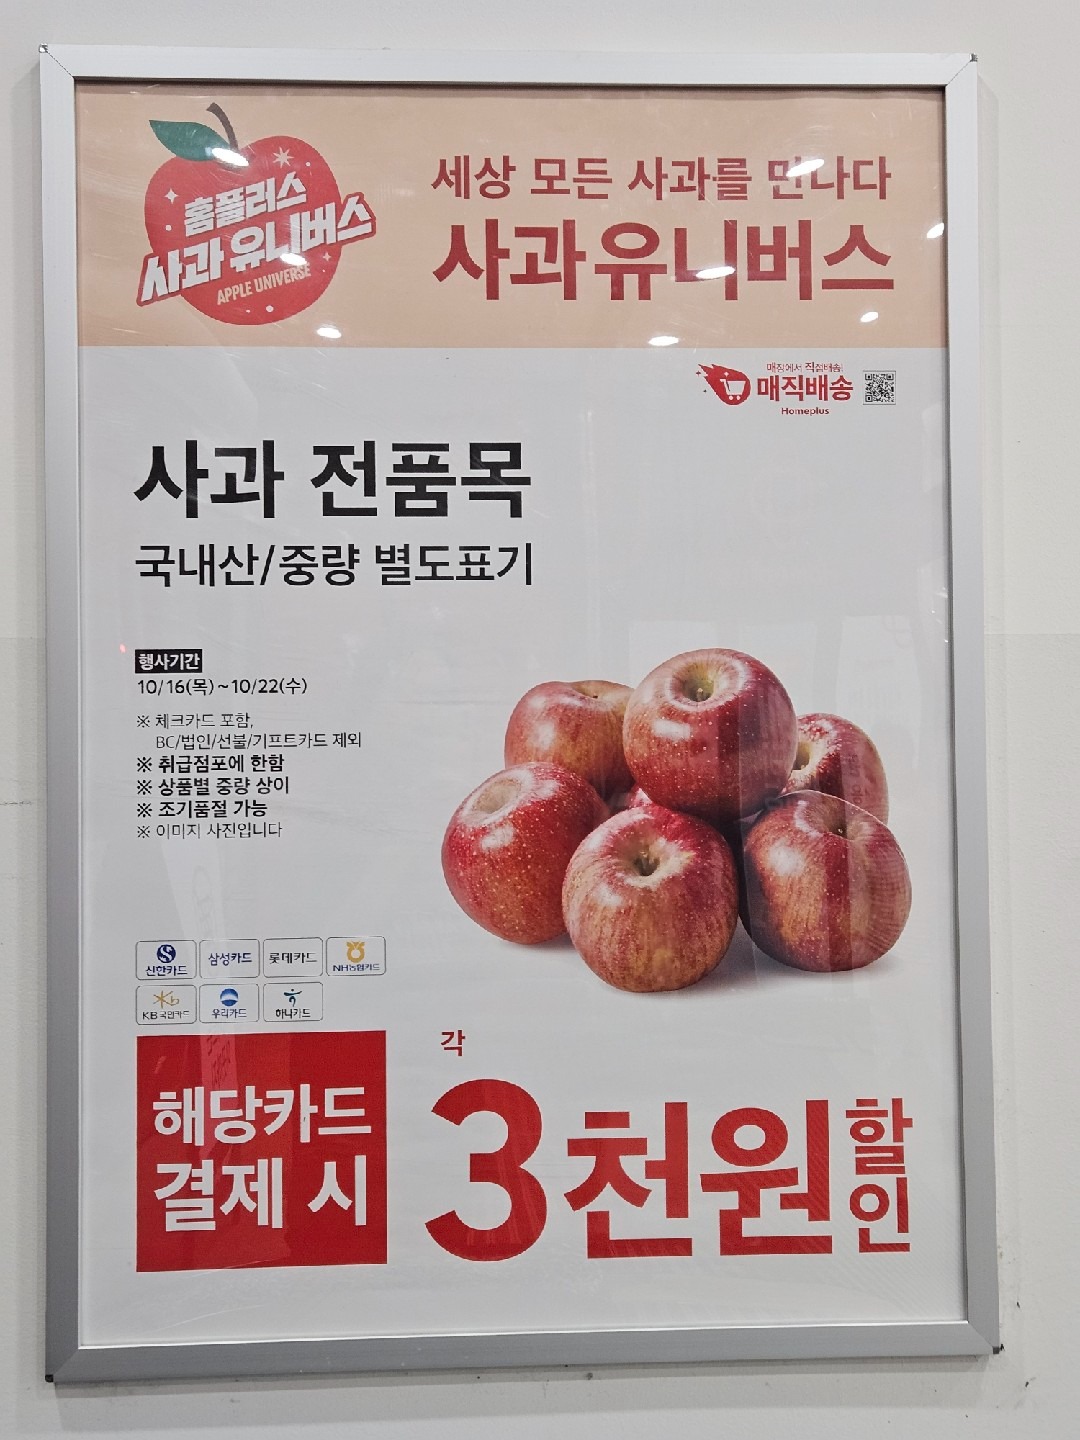 홈플러스
사과 유니버스
APPLE UNIVERSE
세상 모든 사과를 만나다
사과유니버스
매장에서 직접배송!
매직배송
Homeplus
사과 전품목
국내산/중량 별도표기
행사기간
10/16(목)~10/22(수)
※ 체크카드 포함,
BC/법인/선불/기프트카드 제외
※ 취급점포에 한함
※ 상품별 중량 상이
※ 조기품절 가능
※ 이미지 사진입니다
신한카드 삼성카드 롯데카드 NH농협카드
KB국민카드 우리카드 하나카드
해당카드
결제 시
각
3천원 할인